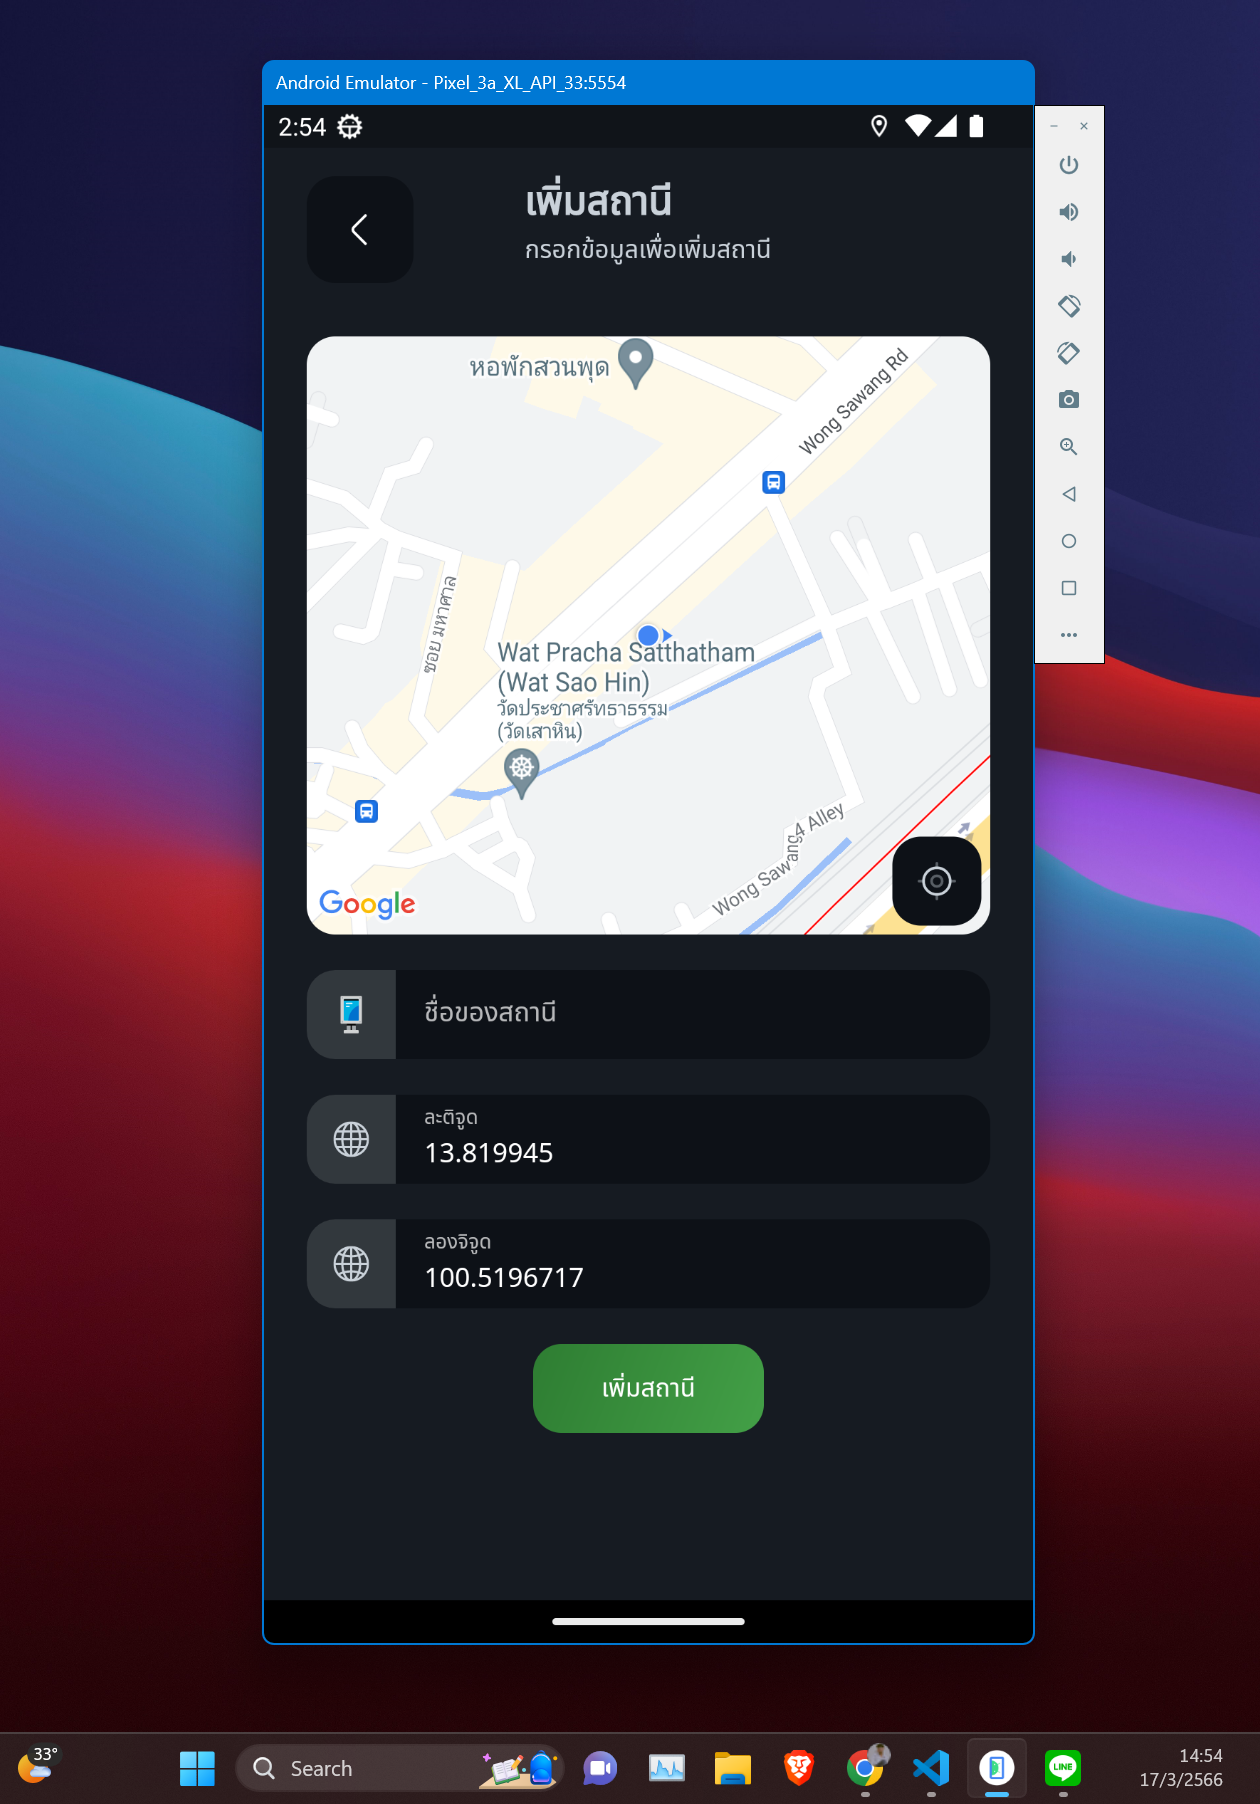 Android Emulator - Pixel_3a_XL_API_33:5554
2:54
เพิ่มสถานี
กรอกข้อมูลเพื่อเพิ่มสถานี
หอพักสวนพุด
Wong Sawang Rd
ซอย มหาศาล
Wat Pracha Satthatham
(Wat Sao Hin)
วัดประชาศรัทธาธรรม
(วัดเสาหิน)
Wong Sawang 4 Alley
Google
ชื่อของสถานี
ละติจูด
13.819945
ลองจิจูด
100.5196717
เพิ่มสถานี
33°
Search
LINE
14:54
17/3/2566